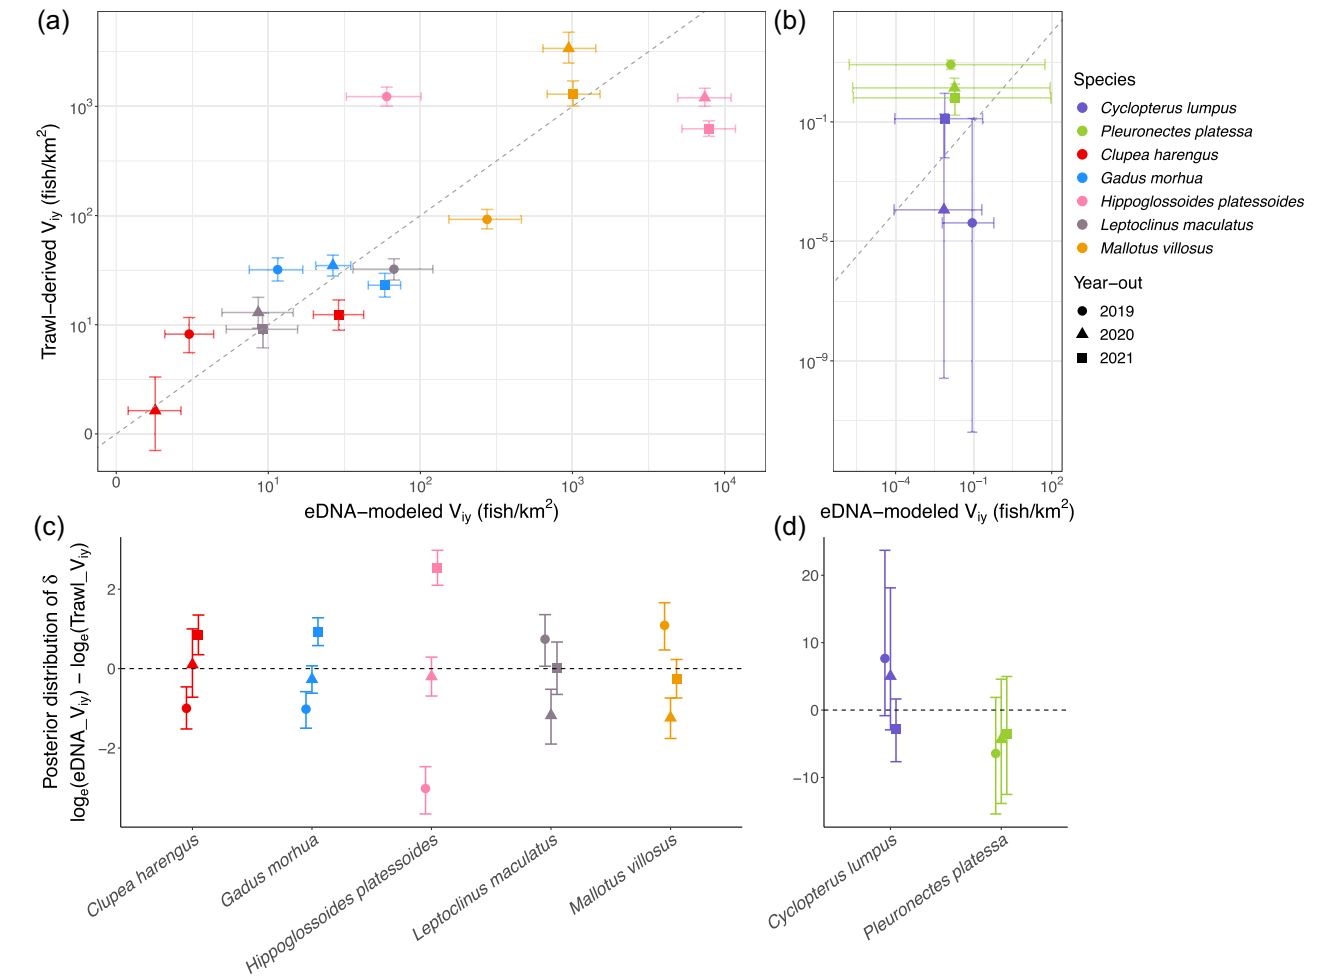 (a)
(b)
Trawl−derived V_iy (fish/km²)
10³
10²
10¹
0
0
10¹
10²
10³
10⁴
eDNA−modeled V_iy (fish/km²)
10⁻¹
10⁻⁵
10⁻⁹
10⁻⁴
10⁻¹
10²
eDNA−modeled V_iy (fish/km²)
Species
Cyclopterus lumpus
Pleuronectes platessa
Clupea harengus
Gadus morhua
Hippoglossoides platessoides
Leptoclinus maculatus
Mallotus villosus
Year−out
2019
2020
2021
(c)
(d)
Posterior distribution of δ
log_e(eDNA_V_iy) − log_e(Trawl_V_iy)
2
0
−2
Clupea harengus
Gadus morhua
Hippoglossoides platessoides
Leptoclinus maculatus
Mallotus villosus
20
10
0
−10
Cyclopterus lumpus
Pleuronectes platessa